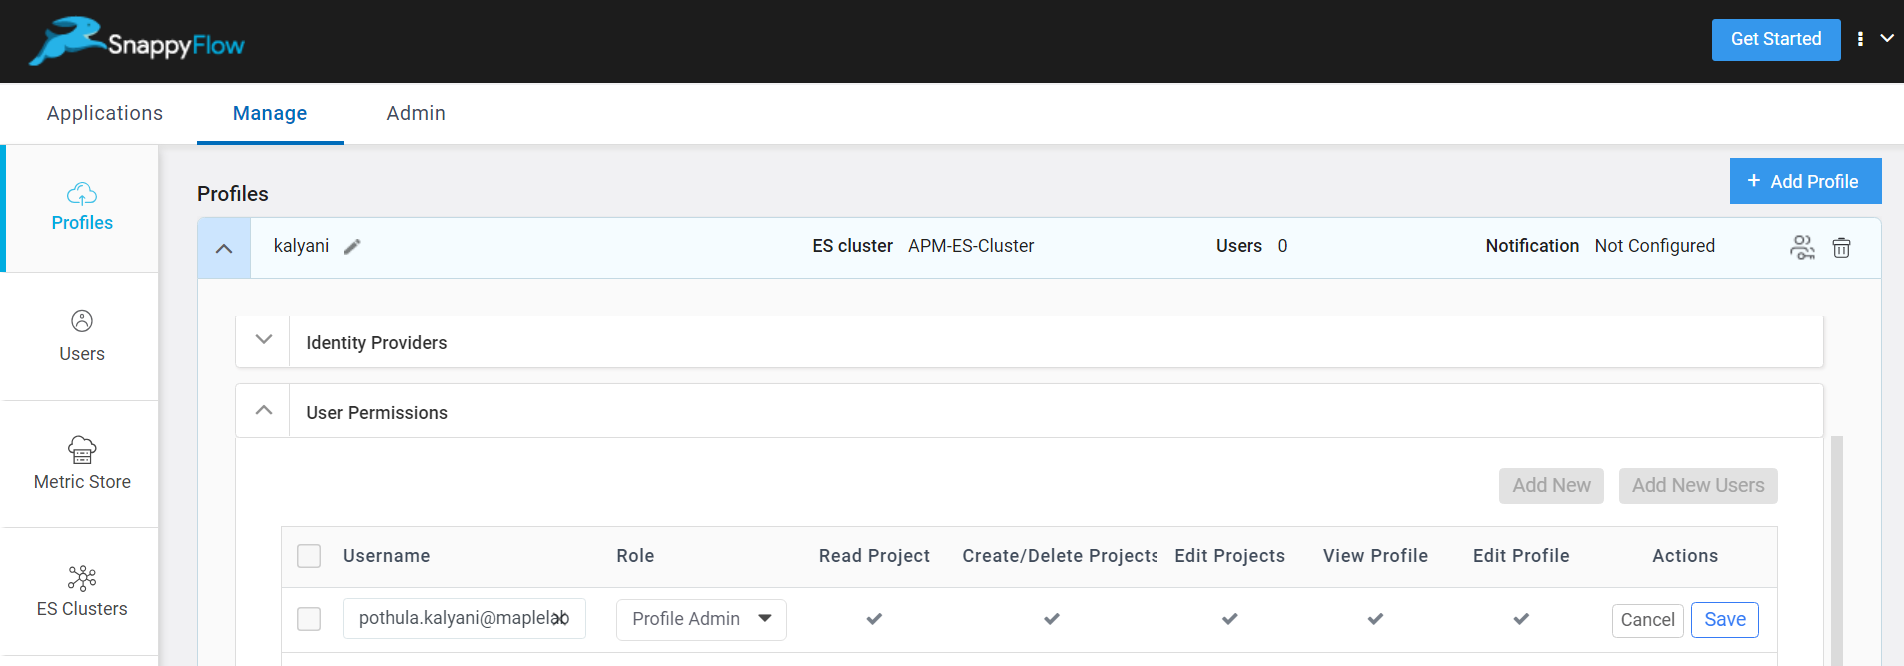 SnappyFlow
Get Started
Applications
Manage
Admin
Profiles
Users
Metric Store
ES Clusters
Profiles
+ Add Profile
kalyani
ES cluster APM-ES-Cluster
Users 0
Notification Not Configured
Identity Providers
User Permissions
Add New
Add New Users
Username Role Read Project Create/Delete Projects Edit Projects View Profile Edit Profile Actions
pothula.kalyani@maplelab Profile Admin Cancel Save